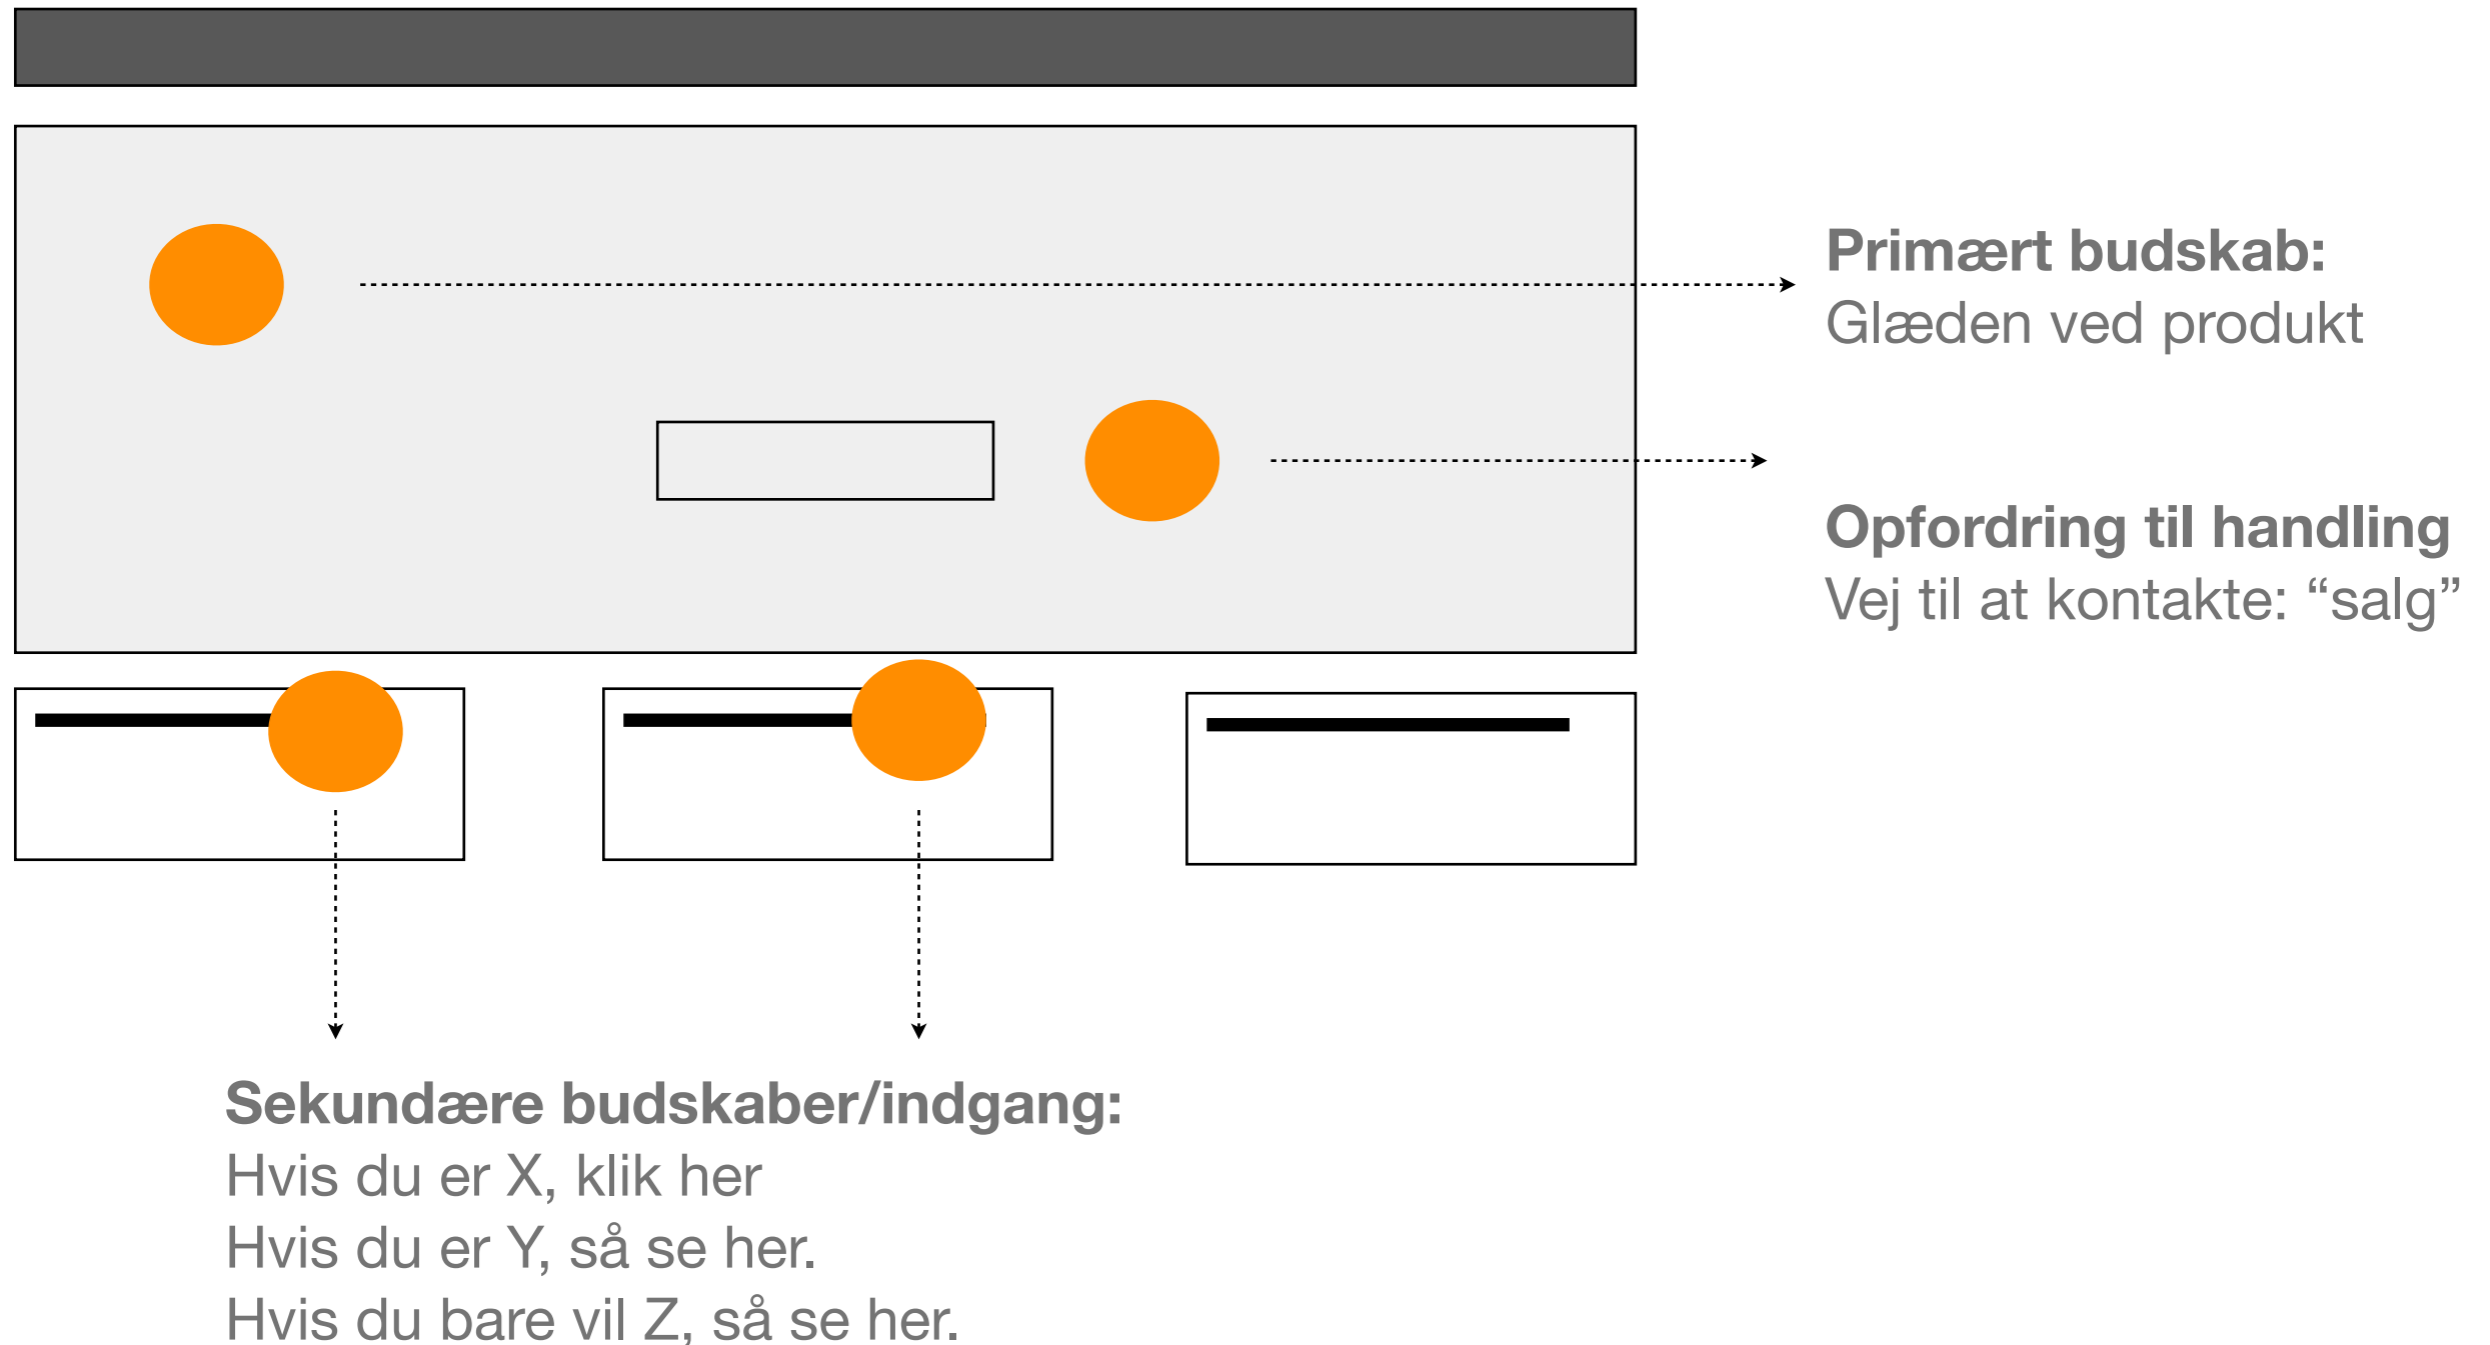 Primært budskab:
Glæden ved produkt
Opfordring til handling
Vej til at kontakte: “salg”
Sekundære budskaber/indgang:
Hvis du er X, klik her
Hvis du er Y, så se her.
Hvis du bare vil Z, så se her.